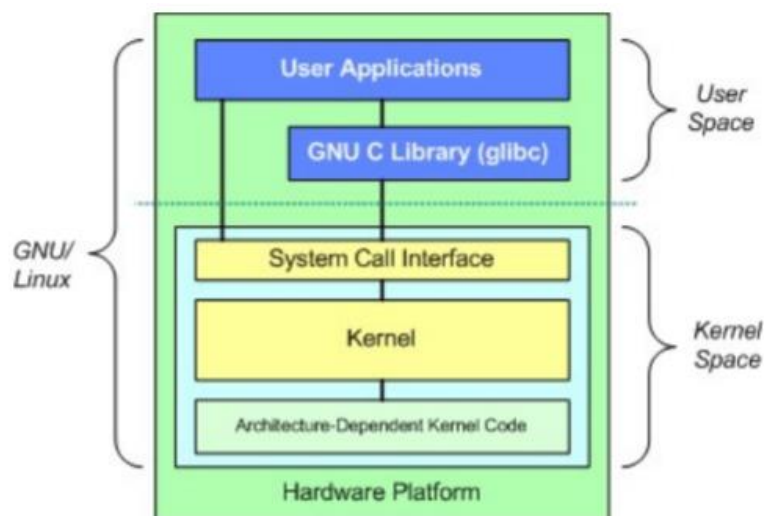 User Applications
User
Space
GNU C Library (glibc)
GNU/
Linux
System Call Interface
Kernel
Kernel
Space
Architecture-Dependent Kernel Code
Hardware Platform